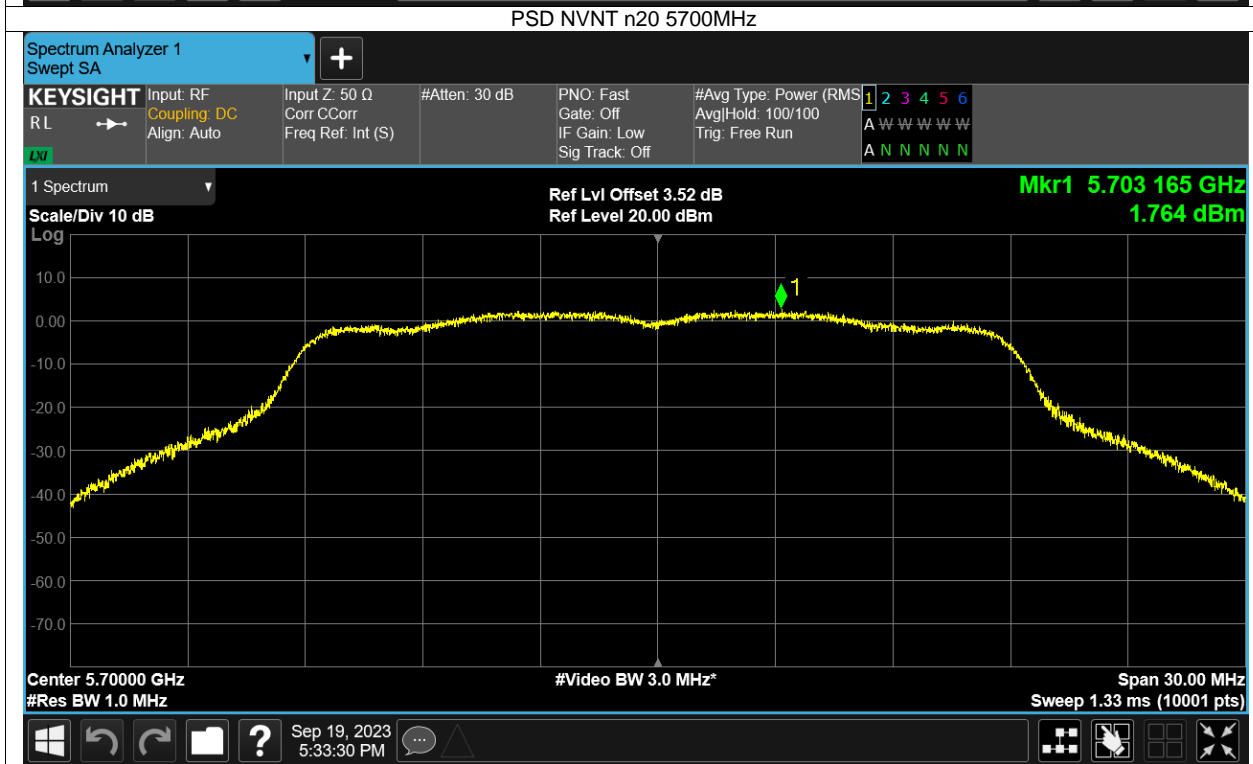 PSD NVNT n20 5700MHz
Spectrum Analyzer 1
Swept SA
+
KEYSIGHT
RL
LXI
Input: RF
Coupling: DC
Align: Auto
Input Z: 50 Ω
Corr CCorr
Freq Ref: Int (S)
#Atten: 30 dB
PNO: Fast
Gate: Off
IF Gain: Low
Sig Track: Off
#Avg Type: Power (RMS
Avg|Hold: 100/100
Trig: Free Run
1 2 3 4 5 6
A W W W W W
A N N N N N
1 Spectrum
Scale/Div 10 dB
Log
Ref Lvl Offset 3.52 dB
Ref Level 20.00 dBm
Mkr1 5.703 165 GHz
1.764 dBm
1
10.0
0.00
-10.0
-20.0
-30.0
-40.0
-50.0
-60.0
-70.0
Center 5.70000 GHz
#Res BW 1.0 MHz
#Video BW 3.0 MHz*
Span 30.00 MHz
Sweep 1.33 ms (10001 pts)
?
Sep 19, 2023
5:33:30 PM